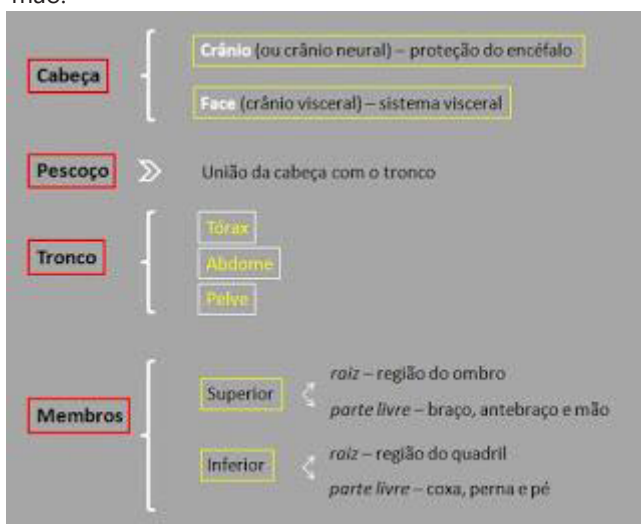 mão.
Cabeça
Crânio (ou crânio neural) – proteção do encéfalo
Face (crânio visceral) – sistema visceral
Pescoço
União da cabeça com o tronco
Tronco
Tórax
Abdome
Pelve
Membros
Superior
raiz – região do ombro
parte livre – braço, antebraço e mão
Inferior
raiz – região do quadril
parte livre – coxa, perna e pé